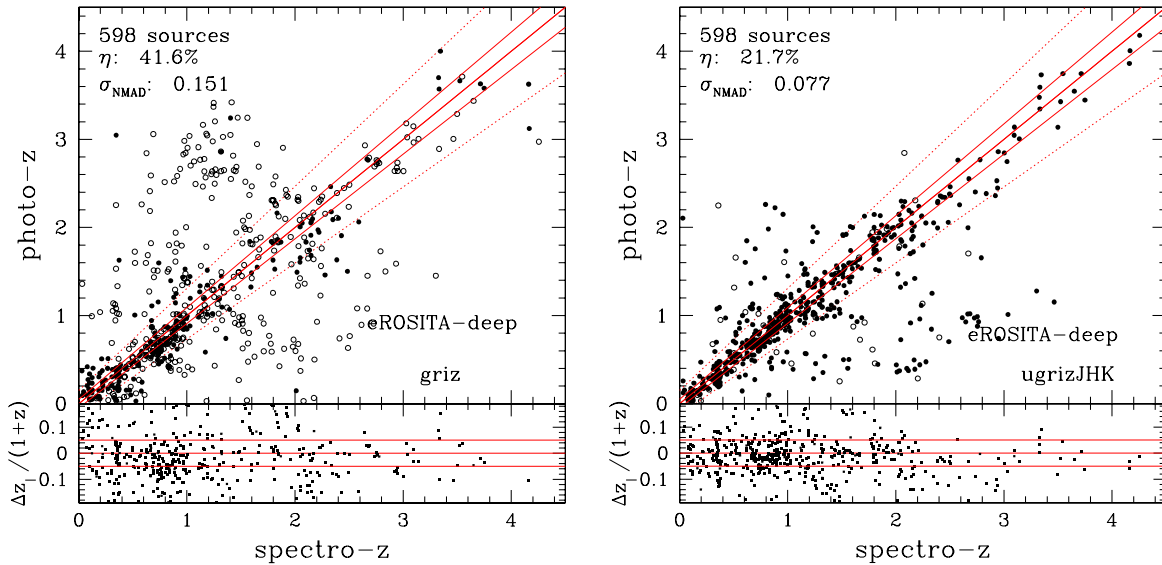 598 sources
η: 41.6%
σNMAD: 0.151
eROSITA-deep
griz
photo-z
4
3
2
1
0
Δz/(1+z)
0.1
0
-0.1
0 1 2 3 4
spectro-z
598 sources
η: 21.7%
σNMAD: 0.077
eROSITA-deep
ugrizJHK
photo-z
4
3
2
1
0
Δz/(1+z)
0.1
0
-0.1
0 1 2 3 4
spectro-z